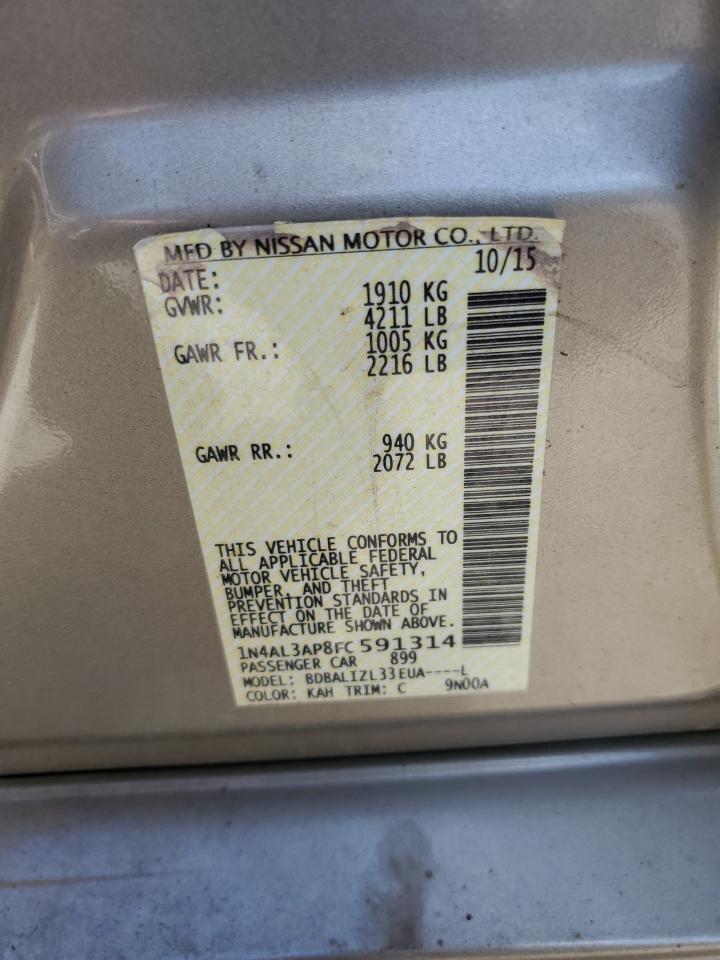 MFD BY NISSAN MOTOR CO., LTD.
DATE: 10/15
GVWR: 1910 KG
4211 LB
GAWR FR.: 1005 KG
2216 LB
GAWR RR.: 940 KG
2072 LB
THIS VEHICLE CONFORMS TO
ALL APPLICABLE FEDERAL
MOTOR VEHICLE SAFETY,
BUMPER, AND THEFT
PREVENTION STANDARDS IN
EFFECT ON THE DATE OF
MANUFACTURE SHOWN ABOVE.
1N4AL3AP8FC591314
PASSENGER CAR 899
MODEL: BDBALIZL33EUA----L
COLOR: KAH TRIM: C 9N00A